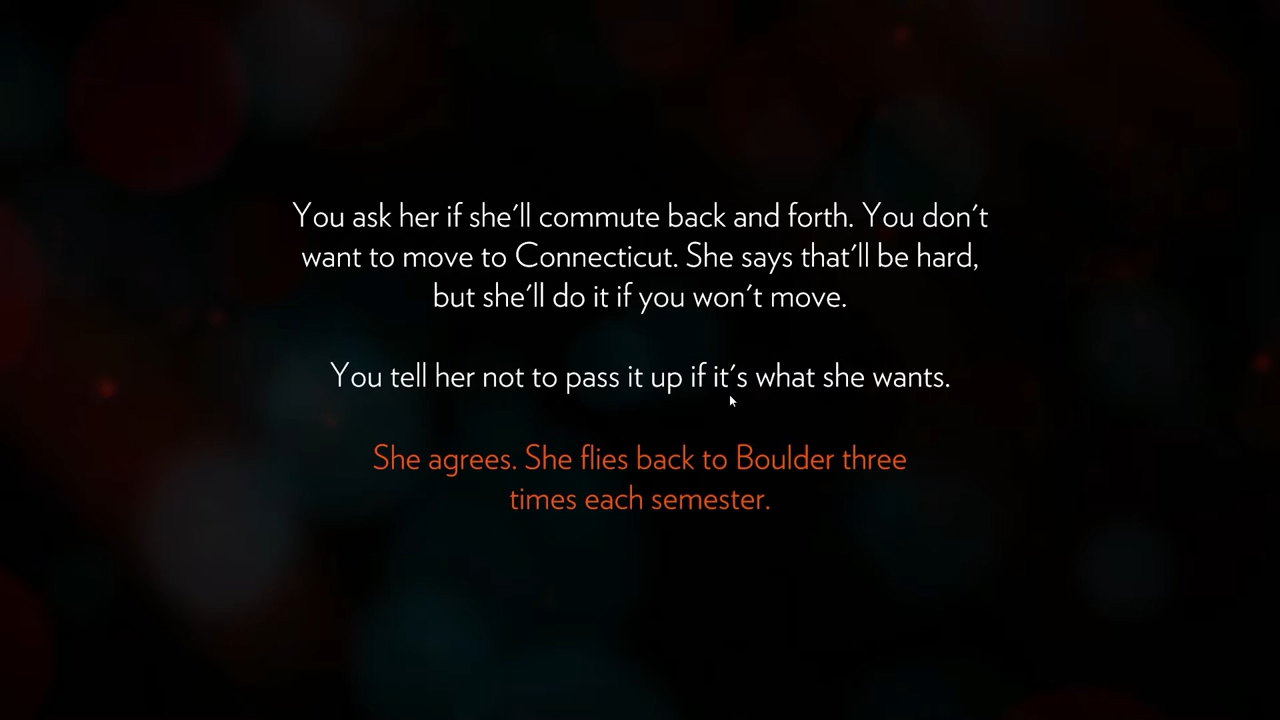 You ask her if she'll commute back and forth. You don't
want to move to Connecticut. She says that'll be hard,
but she'll do it if you won't move.
You tell her not to pass it up if it's what she wants.
She agrees. She flies back to Boulder three
times each semester.